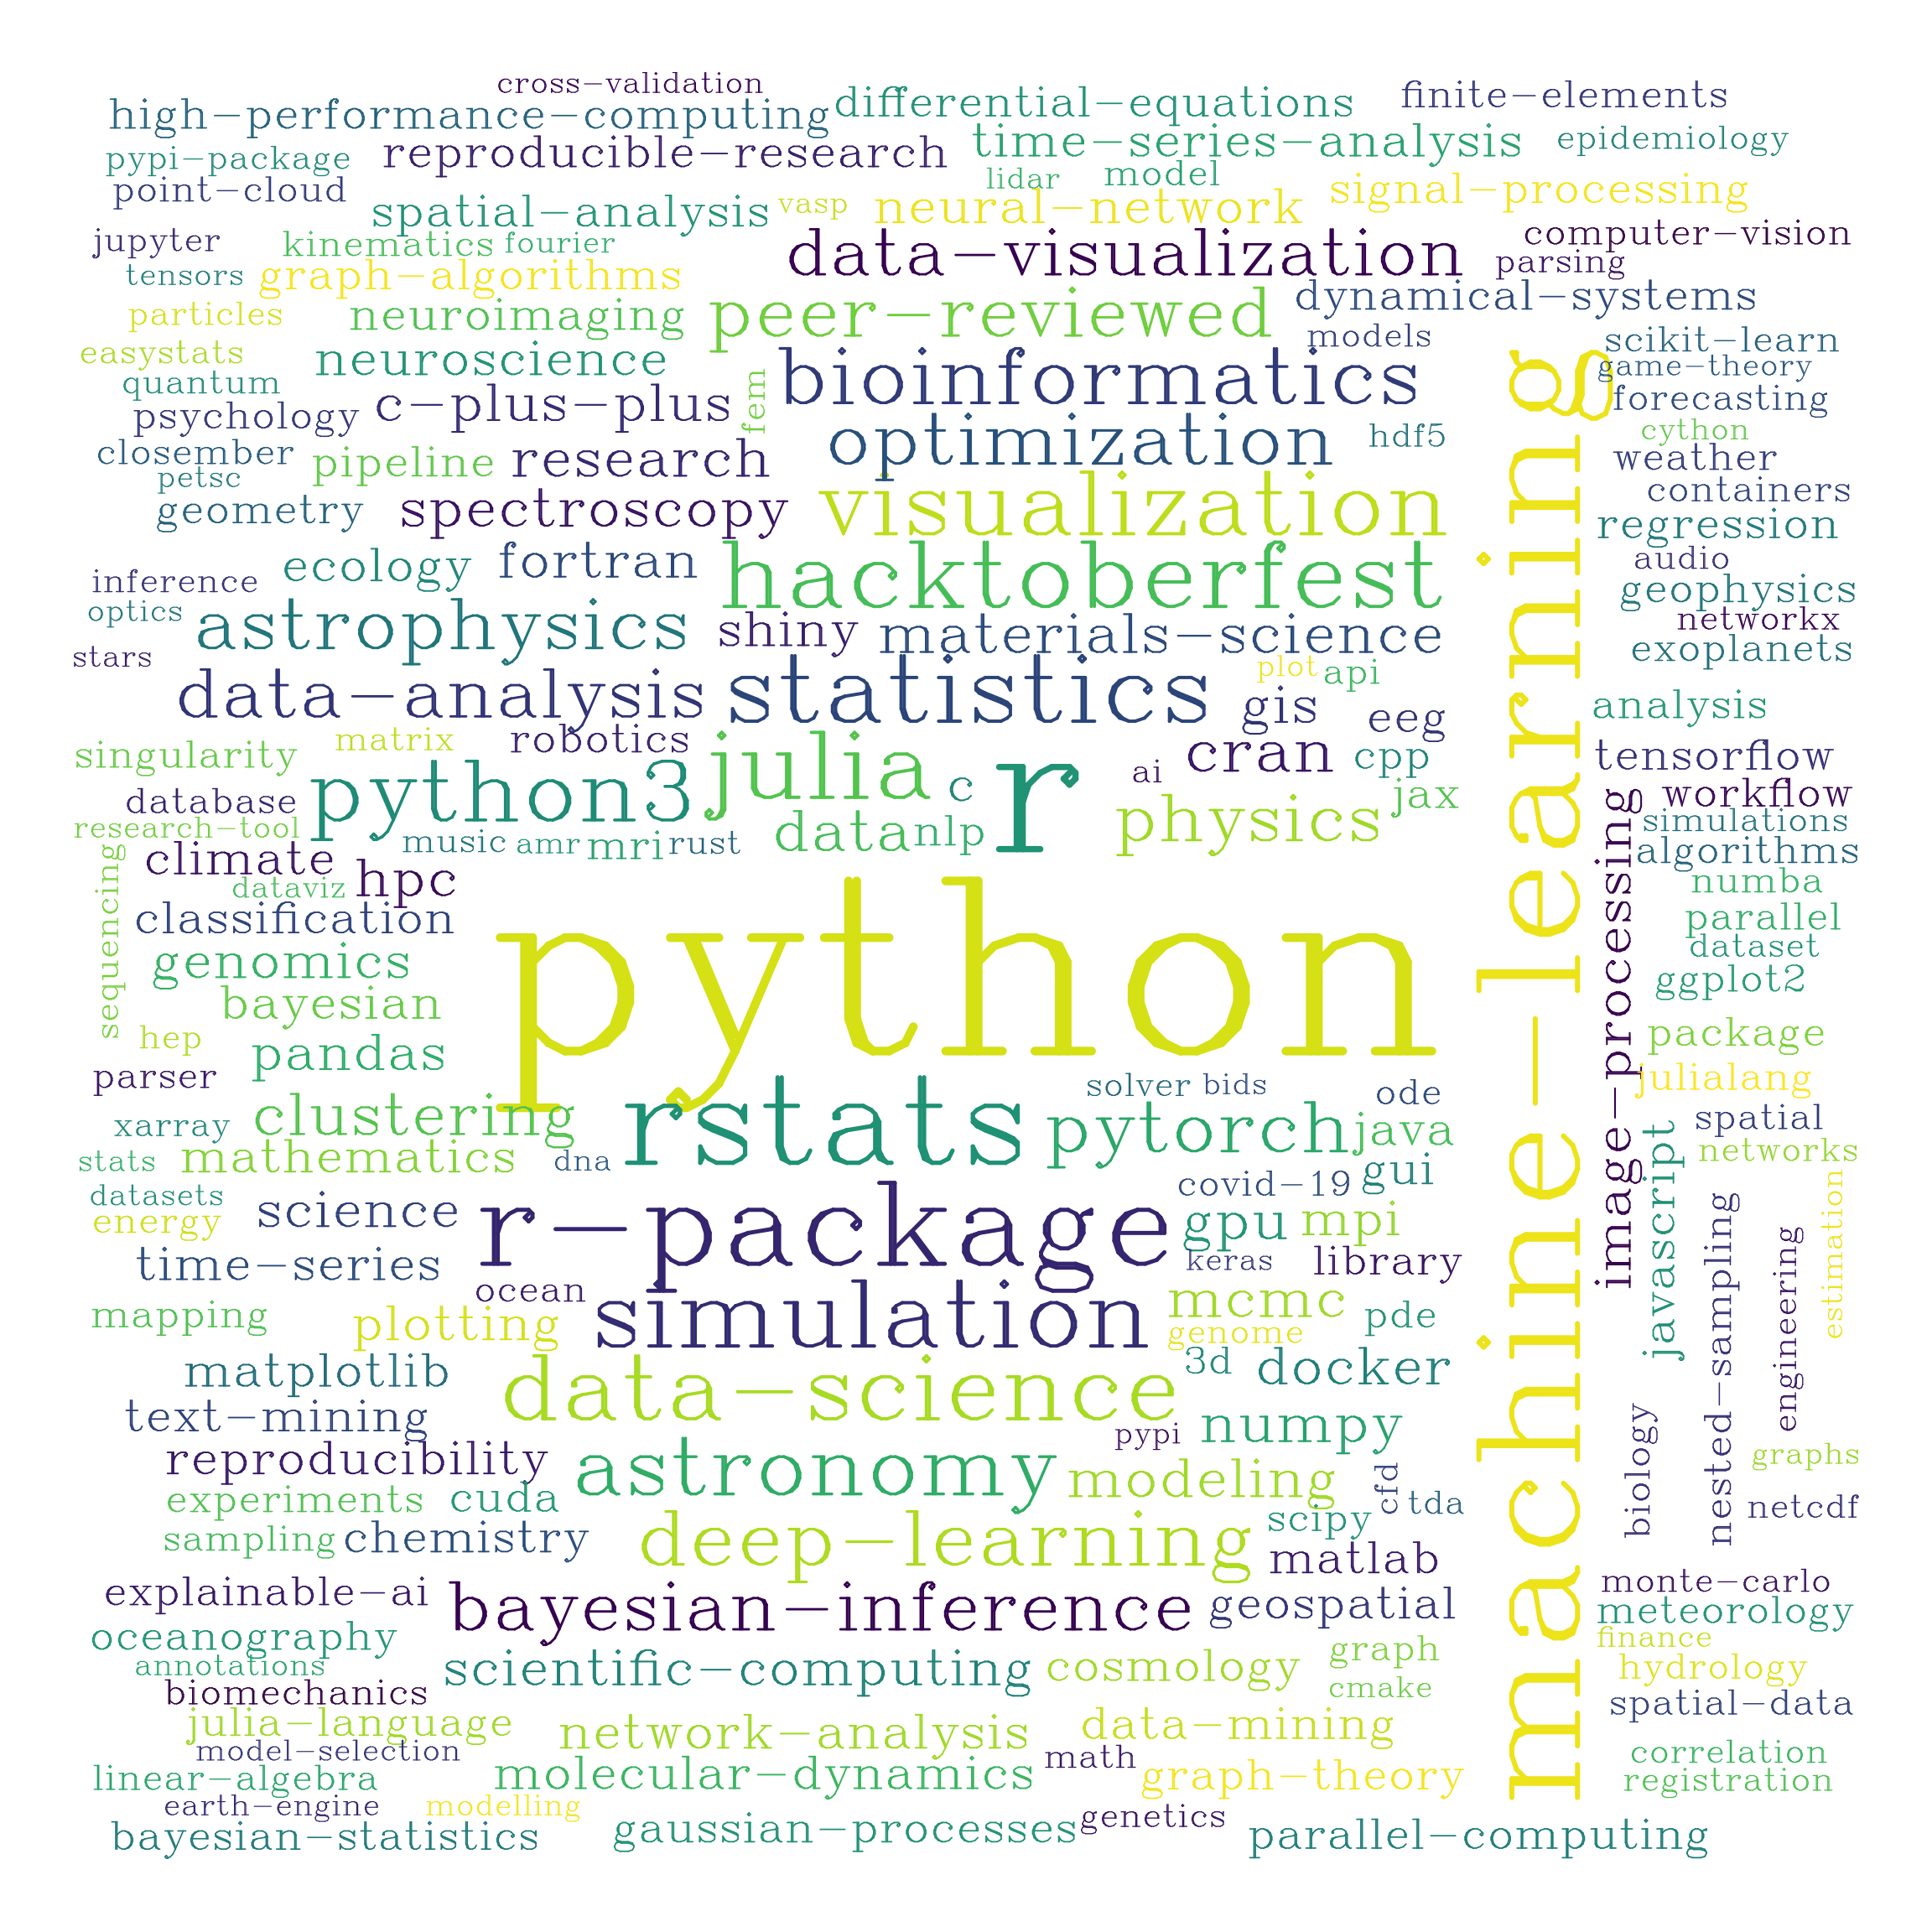 cross-validation
high-performance-computing
differential-equations
finite-elements
pypi-package
reproducible-research
time-series-analysis
epidemiology
point-cloud
lidar
model
signal-processing
spatial-analysis
vasp
neural-network
jupyter
kinematics
fourier
data-visualization
computer-vision
parsing
tensors
graph-algorithms
dynamical-systems
particles
neuroimaging
peer-reviewed
models
scikit-learn
easystats
neuroscience
bioinformatics
game-theory
quantum
fem
forecasting
psychology
c-plus-plus
optimization
hdf5
cython
closember
pipeline
research
weather
petsc
visualization
containers
geometry
spectroscopy
regression
inference
ecology
fortran
hacktoberfest
audio
geophysics
optics
astrophysics
shiny
materials-science
networkx
stars
plot
api
exoplanets
data-analysis
statistics
gis
eeg
analysis
singularity
matrix
robotics
julia
r
ai
cran
cpp
tensorflow
machine-learning
database
python3
c
jax
workflow
research-tool
music
amr
mri
rust
data
nlp
physics
simulations
algorithms
sequencing
climate
dataviz
hpc
numba
image-processing
classification
python
parallel
dataset
genomics
ggplot2
bayesian
hep
pandas
package
parser
solver
bids
ode
julialang
xarray
clustering
rstats
pytorch
java
spatial
javascript
stats
mathematics
dna
networks
datasets
covid-19
gui
energy
science
r-package
gpu
mpi
nested-sampling
engineering
estimation
time-series
keras
library
ocean
mapping
plotting
simulation
mcmc
pde
genome
matplotlib
data-science
3d
docker
text-mining
pypi
numpy
biology
reproducibility
astronomy
modeling
cfd
graphs
experiments
cuda
tda
netcdf
sampling
chemistry
deep-learning
scipy
matlab
explainable-ai
bayesian-inference
geospatial
monte-carlo
meteorology
oceanography
annotations
scientific-computing
cosmology
graph
finance
biomechanics
cmake
hydrology
julia-language
network-analysis
data-mining
spatial-data
model-selection
math
correlation
linear-algebra
molecular-dynamics
graph-theory
registration
earth-engine
modelling
genetics
bayesian-statistics
gaussian-processes
parallel-computing